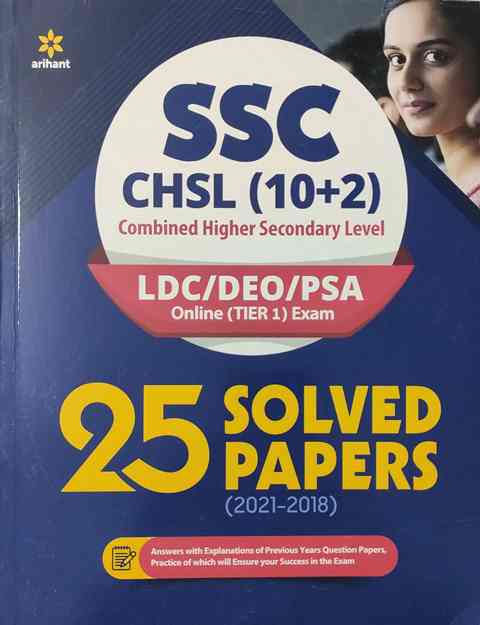 arihant
SSC
CHSL (10+2)
Combined Higher Secondary Level
LDC/DEO/PSA
Online (TIER 1) Exam
25 SOLVED
PAPERS
(2021-2018)
Answers with Explanations of Previous Years Question Papers,
Practice of which will Ensure your Success in the Exam